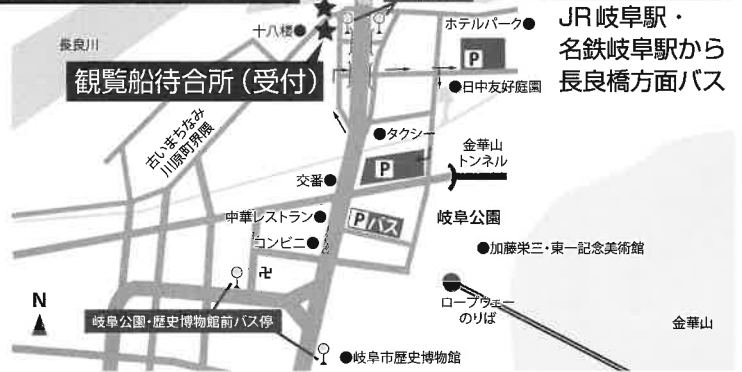 十八楼
ホテルパーク
JR岐阜駅・
名鉄岐阜駅から
長良橋方面バス
長良川
P
観覧船待合所(受付)
日中友好庭園
古いまちなみ
川原町界隈
タクシー
金華山
トンネル
P
交番
中華レストラン
Pバス
岐阜公園
コンビニ
加藤栄三・東一記念美術館
卍
N
ロープウェー
のりば
岐阜公園・歴史博物館前バス停
金華山
岐阜市歴史博物館